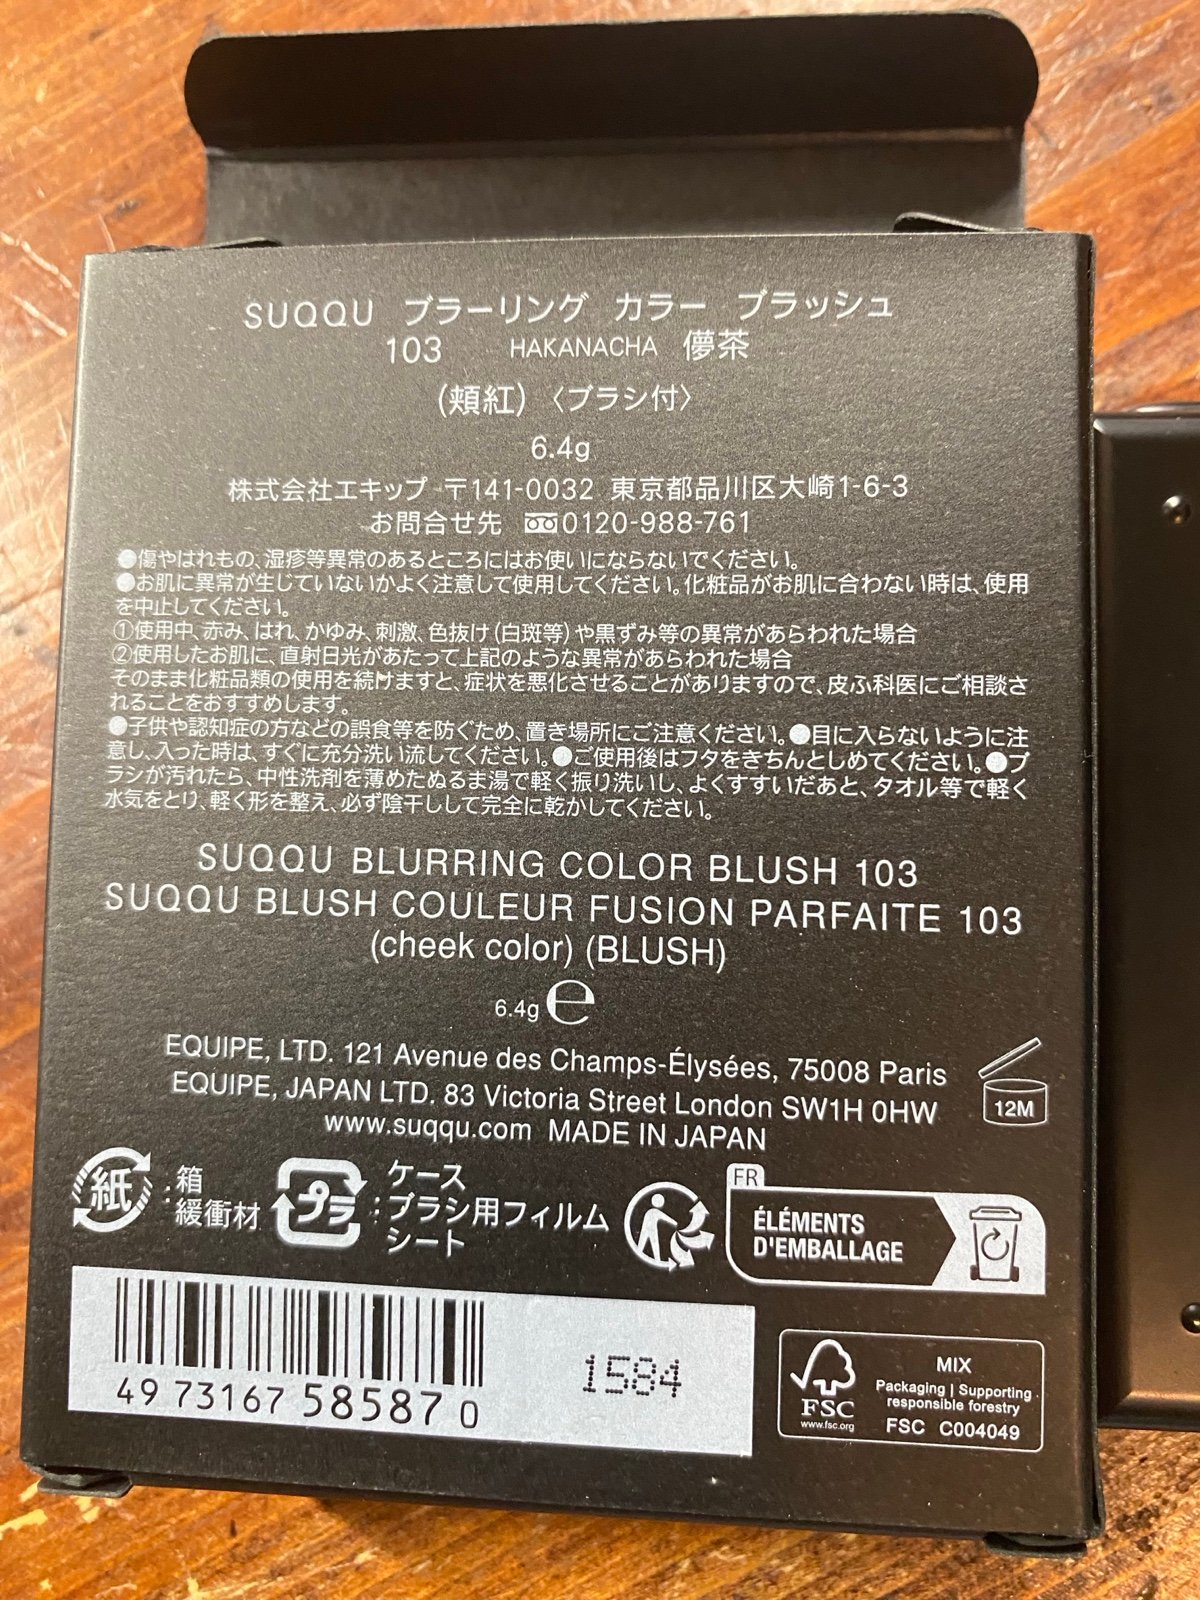 SUQQU ブラーリング カラー ブラッシュ
103 HAKANACHA 儚茶
(頬紅)〈ブラシ付〉
6.4g
株式会社エキップ 〒141-0032 東京都品川区大崎1-6-3
お問合せ先 0120-988-761
●傷やはれもの、湿疹等異常のあるところにはお使いにならないでください。
●お肌に異常が生じていないかよく注意して使用してください。化粧品がお肌に合わない時は、使用
を中止してください。
①使用中、赤み、はれ、かゆみ、刺激、色抜け(白斑等)や黒ずみ等の異常があらわれた場合
②使用したお肌に、直射日光があたって上記のような異常があらわれた場合
そのまま化粧品類の使用を続けますと、症状を悪化させることがありますので、皮ふ科医にご相談さ
れることをおすすめします。
●子供や認知症の方などの誤食等を防ぐため、置き場所にご注意ください。●目に入らないように注
意し、入った時は、すぐに充分洗い流してください。●ご使用後はフタをきちんとしめてください。●ブ
ラシが汚れたら、中性洗剤を薄めたぬるま湯で軽く振り洗いし、よくすすいだあと、タオル等で軽く
水気をとり、軽く形を整え、必ず陰干しして完全に乾かしてください。
SUQQU BLURRING COLOR BLUSH 103
SUQQU BLUSH COULEUR FUSION PARFAITE 103
(cheek color) (BLUSH)
6.4g ℮
EQUIPE, LTD. 121 Avenue des Champs-Élysées, 75008 Paris
EQUIPE, JAPAN LTD. 83 Victoria Street London SW1H 0HW
www.suqqu.com MADE IN JAPAN
12M
紙:箱
緩衝材
プラ:ケース
ブラシ用フィルム
シート
FR
ÉLÉMENTS
D'EMBALLAGE
49 73167 58587 0
1584
FSC
www.fsc.org
MIX
Packaging | Supporting
responsible forestry
FSC C004049